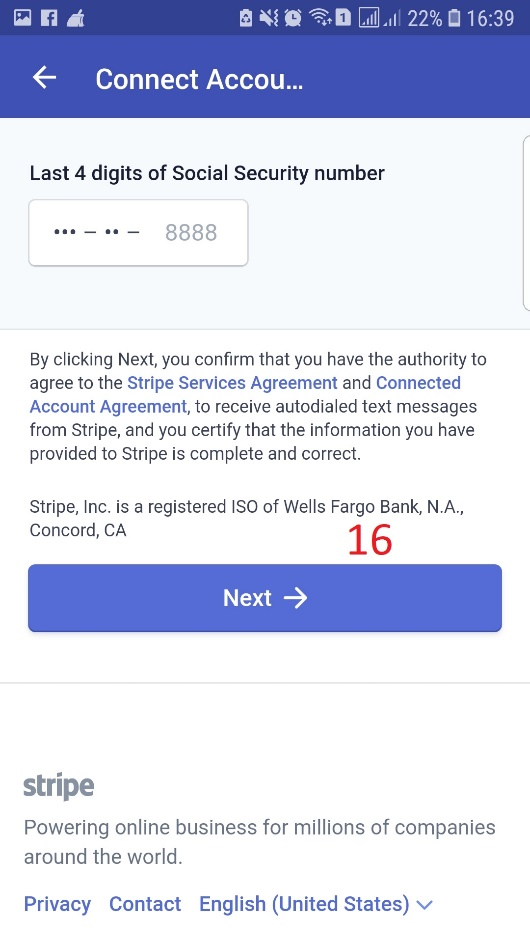 1 22% 16:39
Connect Accou...
Last 4 digits of Social Security number
••• – •• – 8888
By clicking Next, you confirm that you have the authority to
agree to the Stripe Services Agreement and Connected
Account Agreement, to receive autodialed text messages
from Stripe, and you certify that the information you have
provided to Stripe is complete and correct.
Stripe, Inc. is a registered ISO of Wells Fargo Bank, N.A.,
Concord, CA
16
Next →
stripe
Powering online business for millions of companies
around the world.
Privacy Contact English (United States)